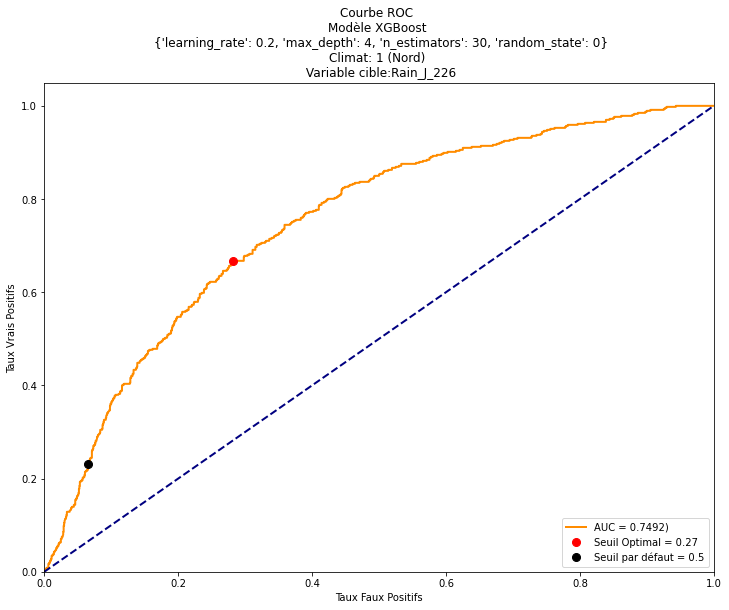 Courbe ROC
Modèle XGBoost
{'learning_rate': 0.2, 'max_depth': 4, 'n_estimators': 30, 'random_state': 0}
Climat: 1 (Nord)
Variable cible:Rain_J_226
Taux Vrais Positifs
1.0
0.8
0.6
0.4
0.2
0.0
0.0 0.2 0.4 0.6 0.8 1.0
Taux Faux Positifs
AUC = 0.7492)
Seuil Optimal = 0.27
Seuil par défaut = 0.5